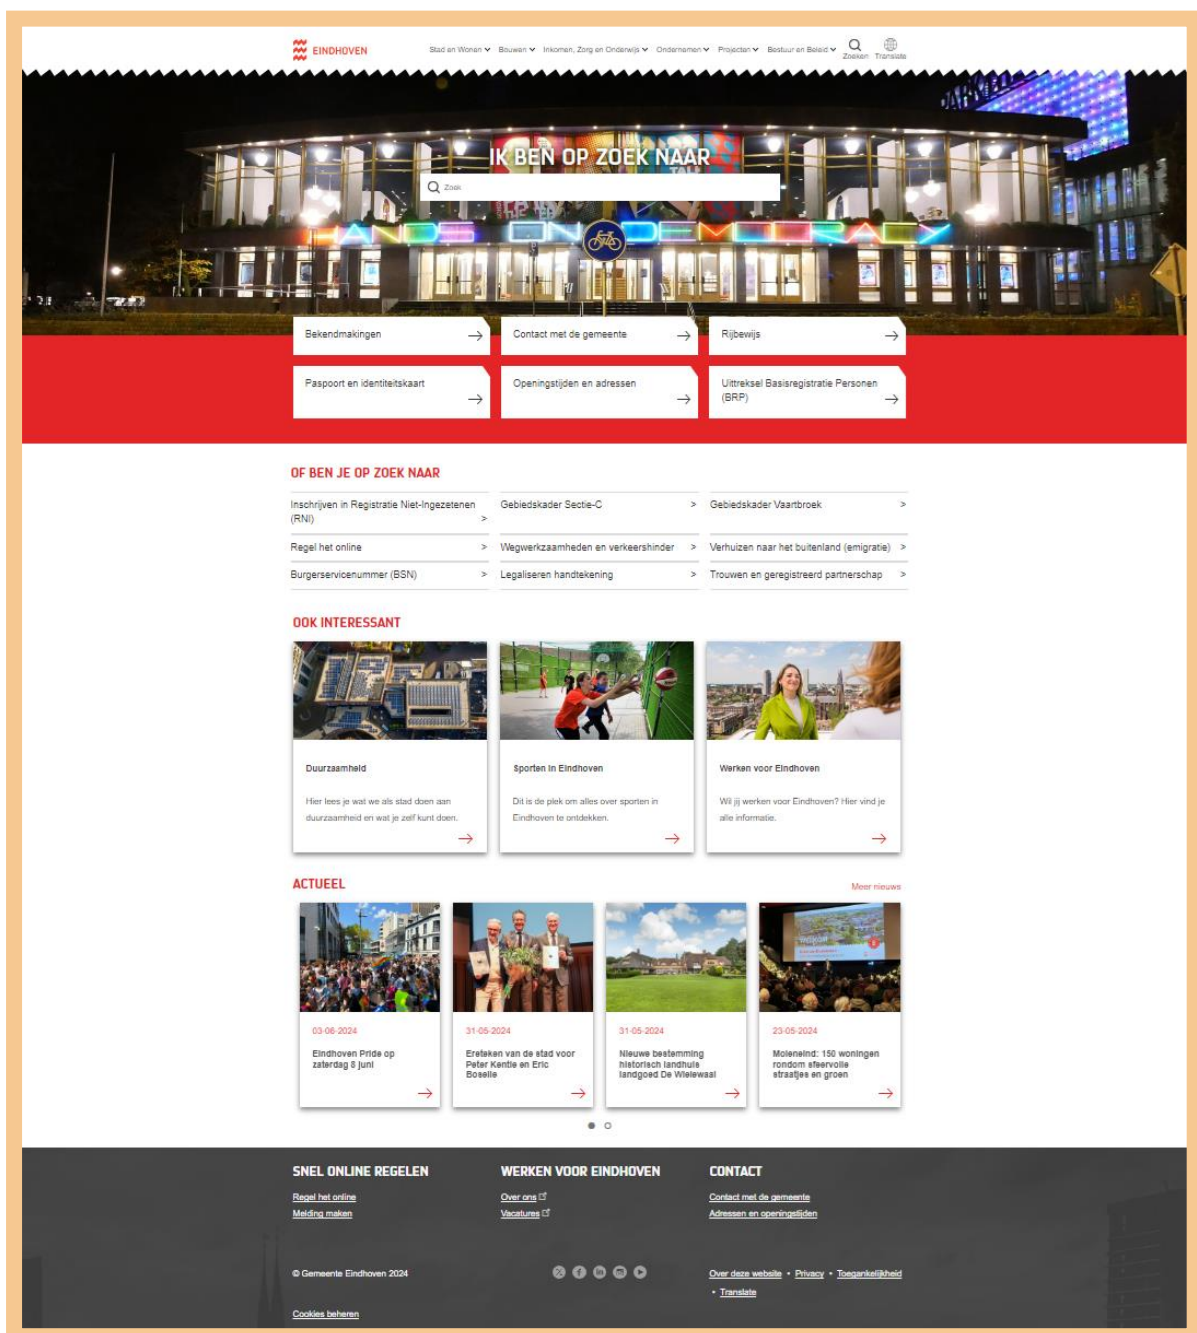 EINDHOVEN
Stad en Wonen Bouwen Inkomen, Zorg en Onderwijs Ondernemen Projecten Bestuur en Beleid Zoeken Translate
IK BEN OP ZOEK NAAR
Zoek
HANDS ON DEMOCRACY
Bekendmakingen
Contact met de gemeente
Rijbewijs
Paspoort en identiteitskaart
Openingstijden en adressen
Uittreksel Basisregistratie Personen
(BRP)
OF BEN JE OP ZOEK NAAR
Inschrijven in Registratie Niet-Ingezetenen
(RNI) >
Gebiedskader Sectie-C >
Gebiedskader Vaartbroek >
Regel het online >
Wegwerkzaamheden en verkeershinder >
Verhuizen naar het buitenland (emigratie) >
Burgerservicenummer (BSN) >
Legaliseren handtekening >
Trouwen en geregistreerd partnerschap >
OOK INTERESSANT
Duurzaamheid
Hier lees je wat we als stad doen aan
duurzaamheid en wat je zelf kunt doen.
Sporten in Eindhoven
Dit is de plek om alles over sporten in
Eindhoven te ontdekken.
Werken voor Eindhoven
Wil jij werken voor Eindhoven? Hier vind je
alle informatie.
ACTUEEL
Meer nieuws
03-06-2024
Eindhoven Pride op
zaterdag 8 juni
31-05-2024
Ereteken van de stad voor
Peter Kentie en Eric
Boselie
31-05-2024
Nieuwe bestemming
historisch landhuis
landgoed De Wielewaal
23-05-2024
Moleneind: 150 woningen
rondom sfeervolle
straatjes en groen
SNEL ONLINE REGELEN
Regel het online
Melding maken
WERKEN VOOR EINDHOVEN
Over ons
Vacatures
CONTACT
Contact met de gemeente
Adressen en openingstijden
© Gemeente Eindhoven 2024
Over deze website • Privacy • Toegankelijkheid
• Translate
Cookies beheren